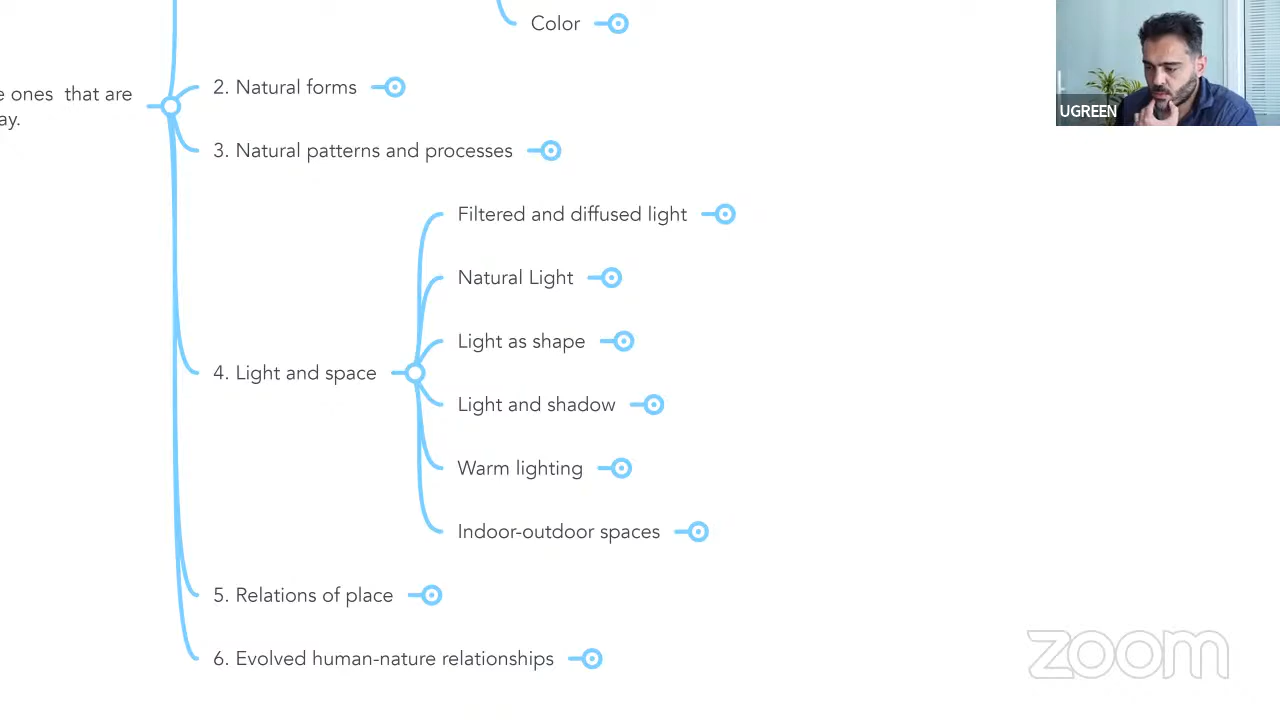 Color
e ones  that are
ay.
2. Natural forms
3. Natural patterns and processes
Filtered and diffused light
Natural Light
Light as shape
4. Light and space
Light and shadow
Warm lighting
Indoor-outdoor spaces
5. Relations of place
6. Evolved human-nature relationships
UGREEN
zoom